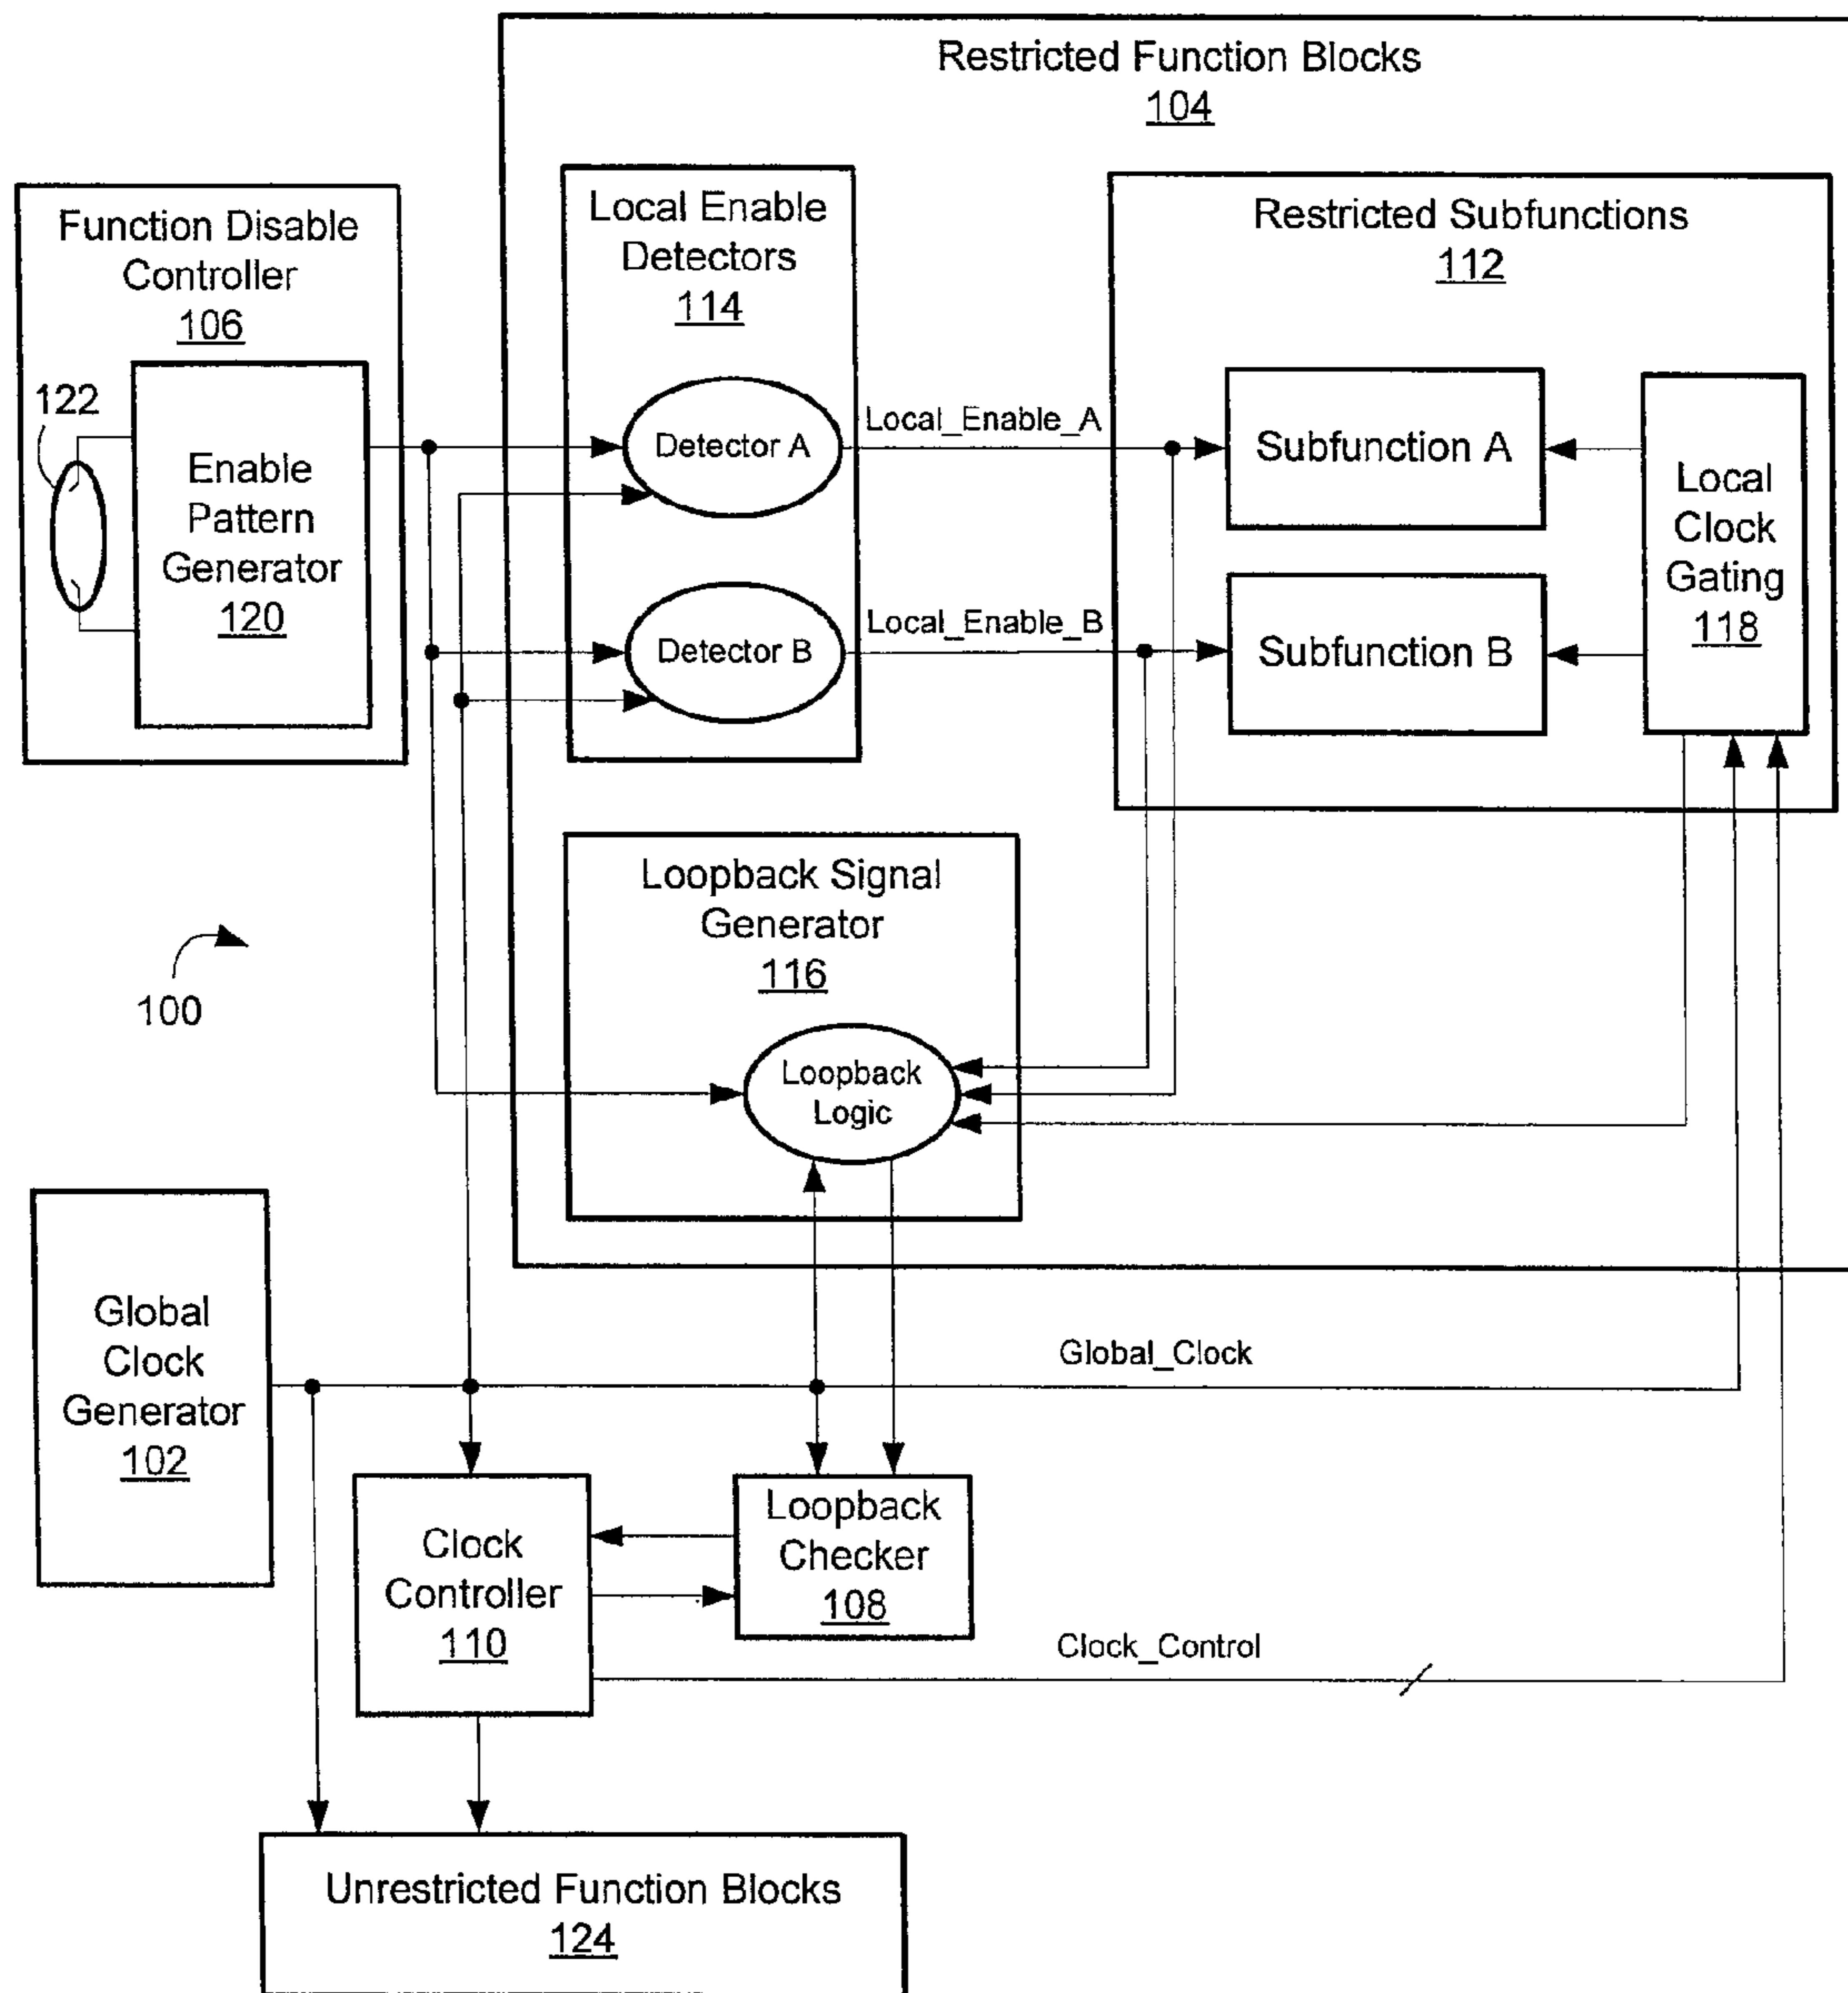 Restricted Function Blocks
104
Function Disable
Controller
106
122
Enable
Pattern
Generator
120
Local Enable
Detectors
114
Detector A
Detector B
Local_Enable_A
Local_Enable_B
Restricted Subfunctions
112
Subfunction A
Subfunction B
Local
Clock
Gating
118
Loopback Signal
Generator
116
Loopback
Logic
100
Global
Clock
Generator
102
Global_Clock
Clock
Controller
110
Loopback
Checker
108
Clock_Control
Unrestricted Function Blocks
124